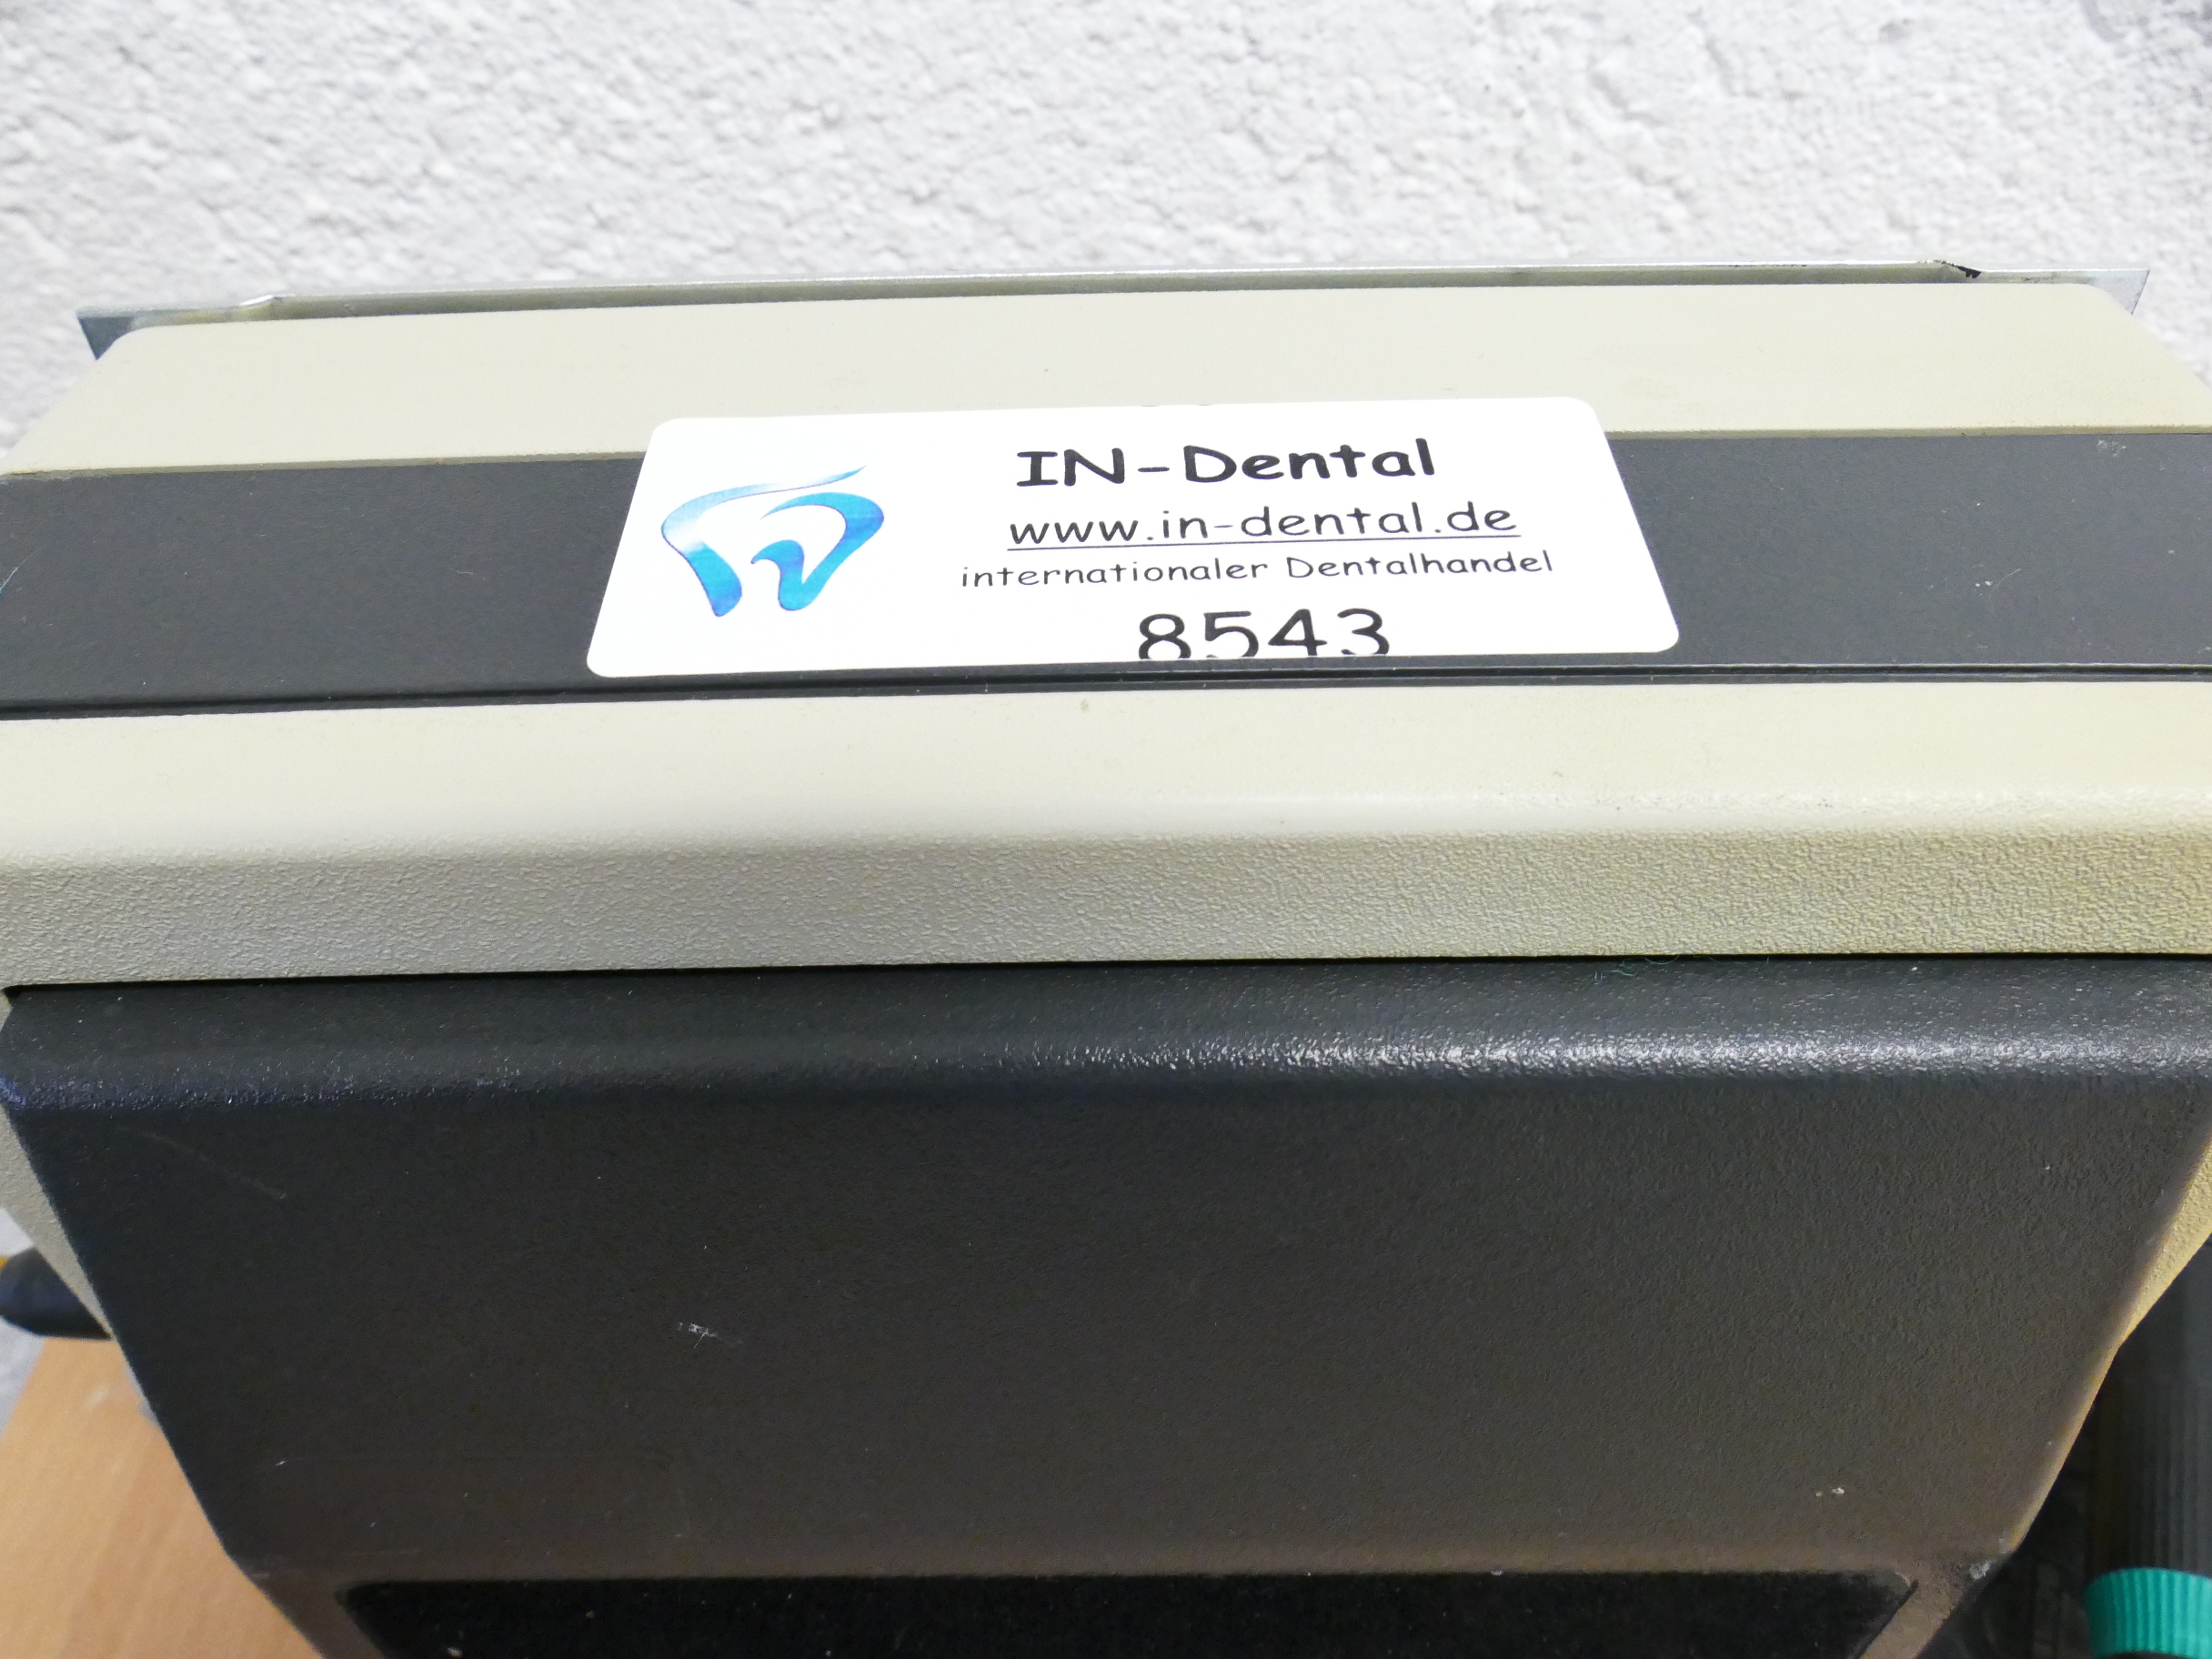 IN-Dental
www.in-dental.de
internationaler Dentalhandel
8543